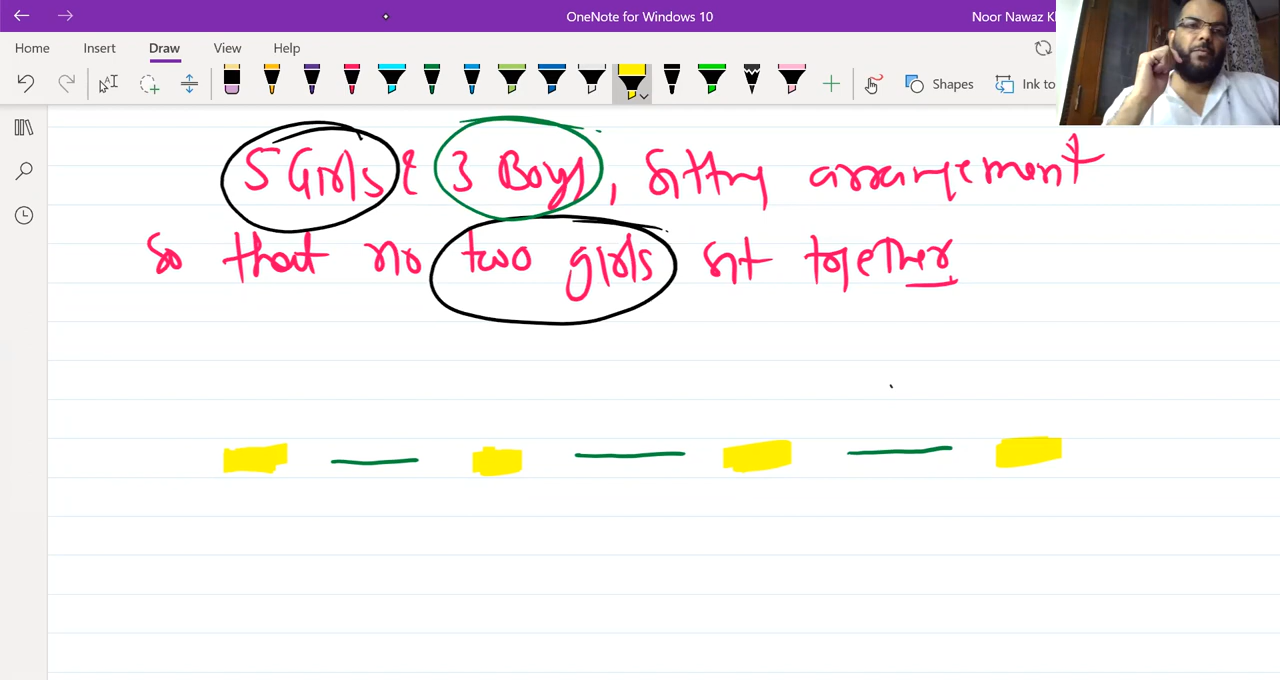 OneNote for Windows 10
Noor Nawaz Kh
Home Insert Draw View Help
Shapes
Ink to
5 Girls & 3 Boys, sitting arrangement
so that no two girls sit together